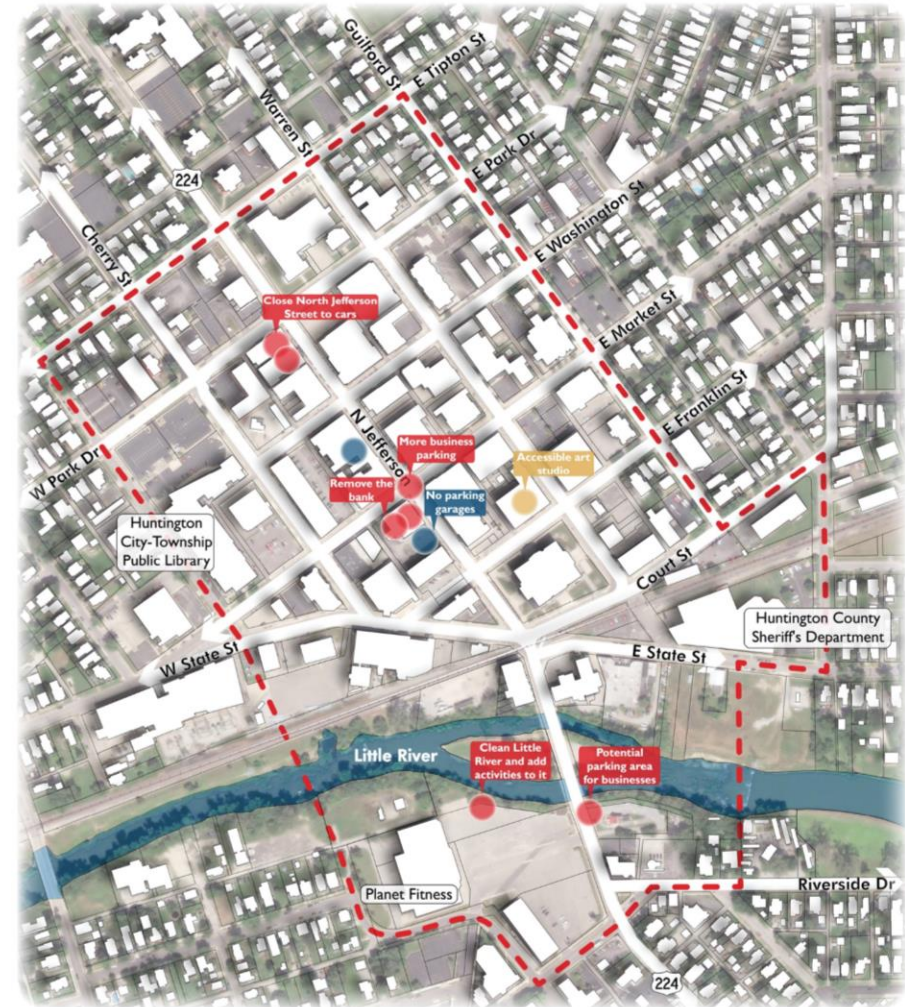 Guilford St
E Tipton St
Warren St
E Park Dr
224
E Washington St
Cherry St
E Market St
Close North Jefferson
Street to cars
E Franklin St
N Jefferson
More business
parking
Accessible art
studio
W Park Dr
Remove the
bank
No parking
garages
Huntington
City-Township
Public Library
Court St
Huntington County
Sheriff's Department
W State St
E State St
Little River
Clean Little
River and add
activities to it
Potential
parking area
for businesses
Planet Fitness
Riverside Dr
224